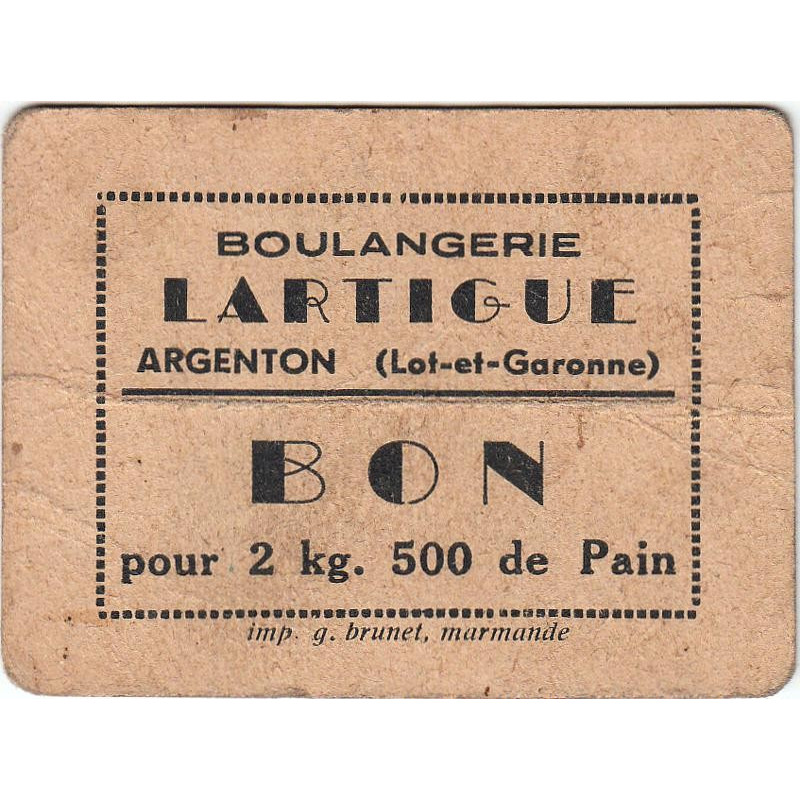 BOULANGERIE
LARTIGUE
ARGENTON (Lot-et-Garonne)
BON
pour 2 kg. 500 de Pain
imp. g. brunet, marmande